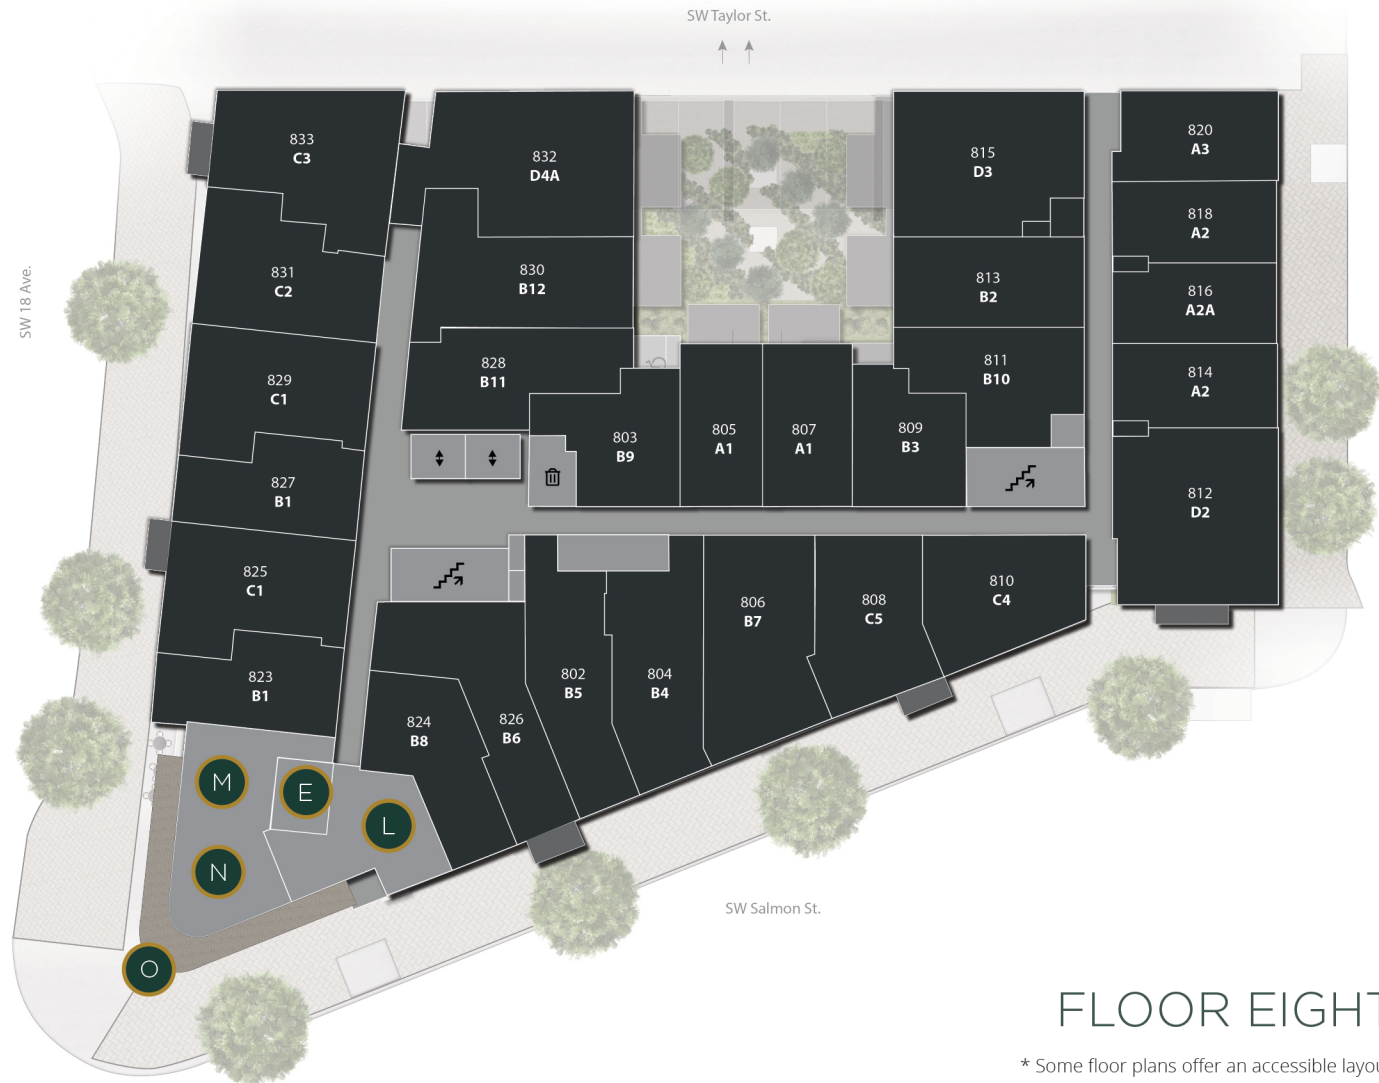 SW Taylor St.
833
C3
832
D4A
815
D3
820
A3
818
A2
831
C2
830
B12
813
B2
816
A2A
SW 18 Ave.
829
C1
828
B11
811
B10
814
A2
803
B9
805
A1
807
A1
809
B3
827
B1
812
D2
825
C1
806
B7
808
C5
810
C4
823
B1
802
B5
804
B4
824
B8
826
B6
M
E
L
N
SW Salmon St.
O
FLOOR EIGHT
* Some floor plans offer an accessible layou